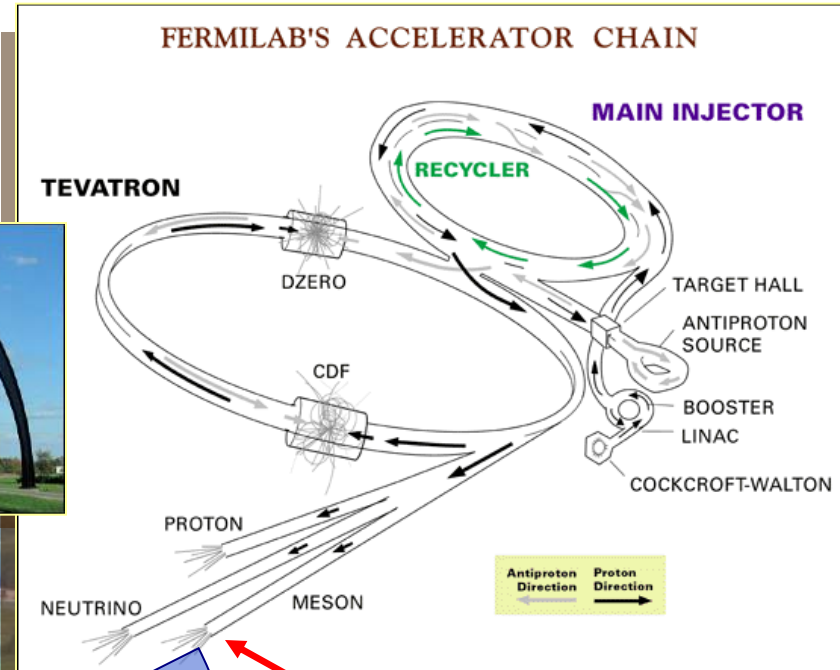 FERMILAB'S ACCELERATOR CHAIN
MAIN INJECTOR
RECYCLER
TEVATRON
DZERO
TARGET HALL
ANTIPROTON
SOURCE
CDF
BOOSTER
LINAC
COCKCROFT-WALTON
PROTON
Antiproton
Direction
Proton
Direction
NEUTRINO
MESON